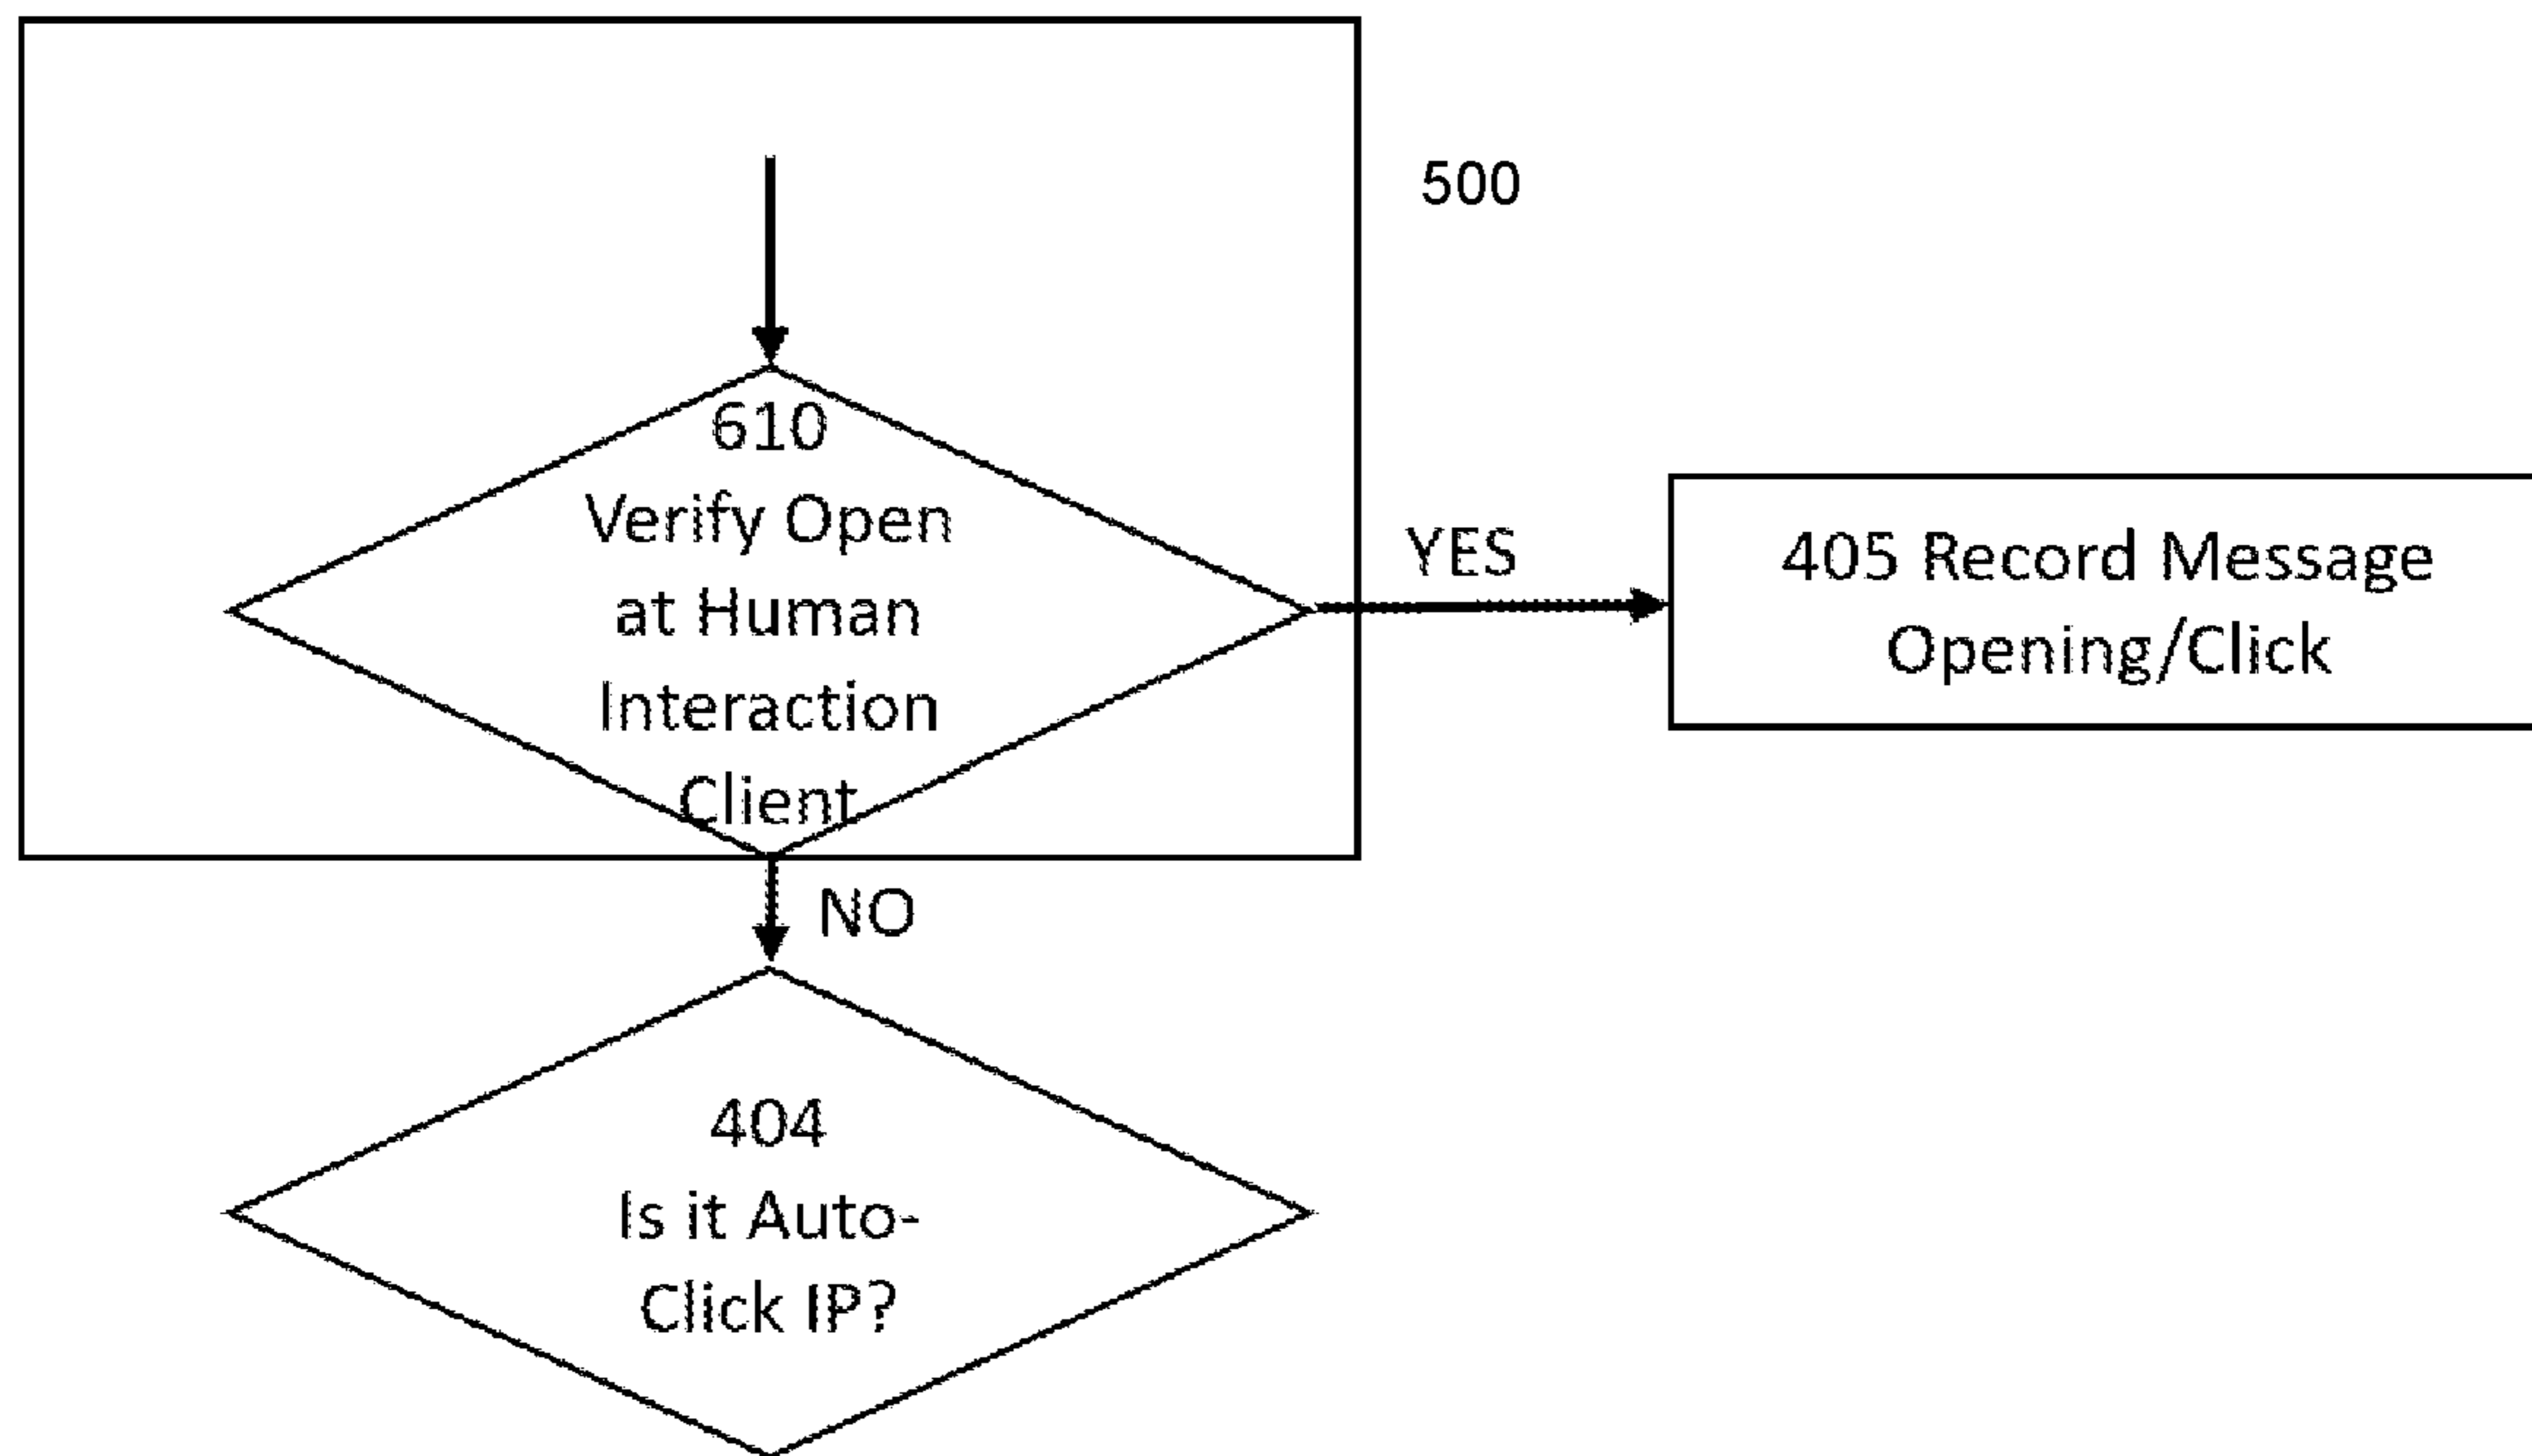 500
610
Verify Open
at Human
Interaction
Client
YES
405 Record Message
Opening/Click
NO
404
Is it Auto-
Click IP?